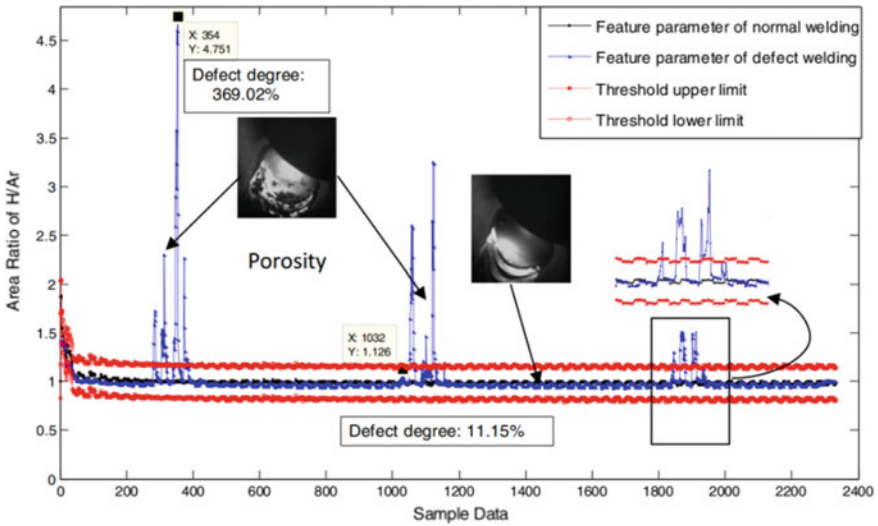 X: 354
Y: 4.751
Defect degree:
369.02%
Feature parameter of normal welding
Feature parameter of defect welding
Threshold upper limit
Threshold lower limit
Porosity
X: 1032
Y: 1.126
Defect degree: 11.15%
Area Ratio of H/Ar
4.5
4
3.5
3
2.5
2
1.5
1
0.5
0
0 200 400 600 800 1000 1200 1400 1600 1800 2000 2200 2400
Sample Data